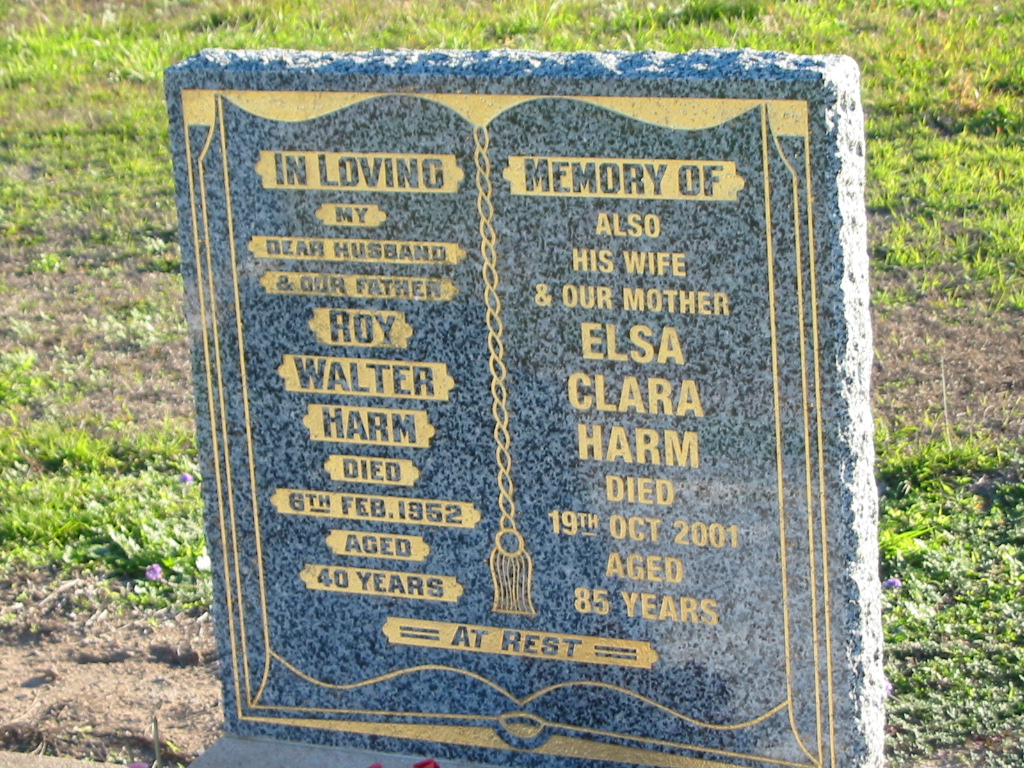 IN LOVING
MY
DEAR HUSBAND
& OUR FATHER
ROY
WALTER
HARM
DIED
6TH FEB. 1952
AGED
40 YEARS
MEMORY OF
ALSO
HIS WIFE
& OUR MOTHER
ELSA
CLARA
HARM
DIED
19TH OCT 2001
AGED
85 YEARS
= AT REST =